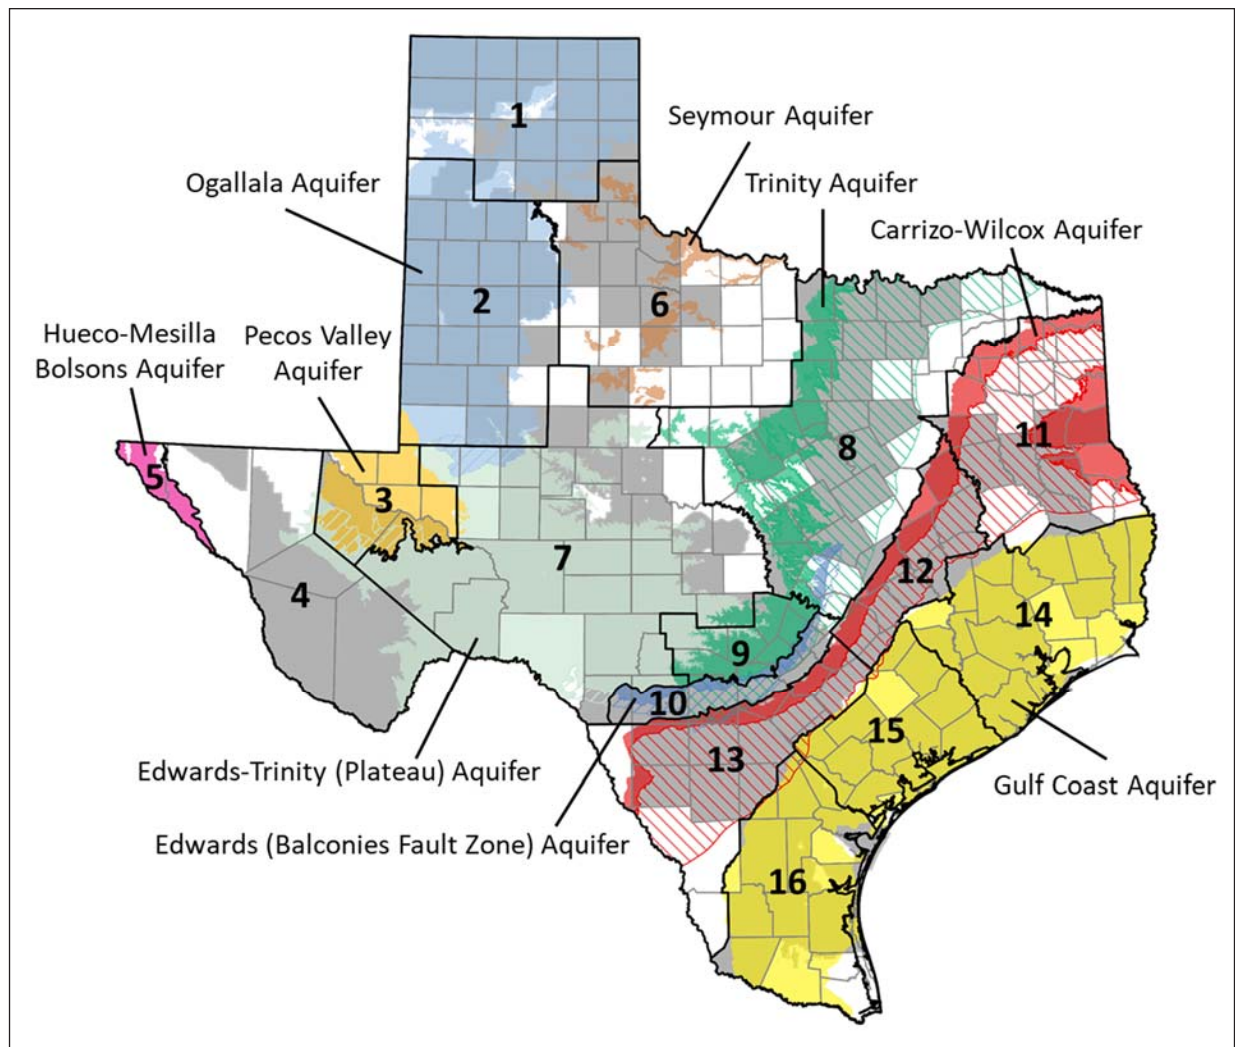 1
Seymour Aquifer
Ogallala Aquifer
Trinity Aquifer
Carrizo-Wilcox Aquifer
2
6
Hueco-Mesilla
Bolsons Aquifer
Pecos Valley
Aquifer
8
11
5
3
7
12
4
14
9
10
15
13
Edwards-Trinity (Plateau) Aquifer
Gulf Coast Aquifer
Edwards (Balconies Fault Zone) Aquifer
16